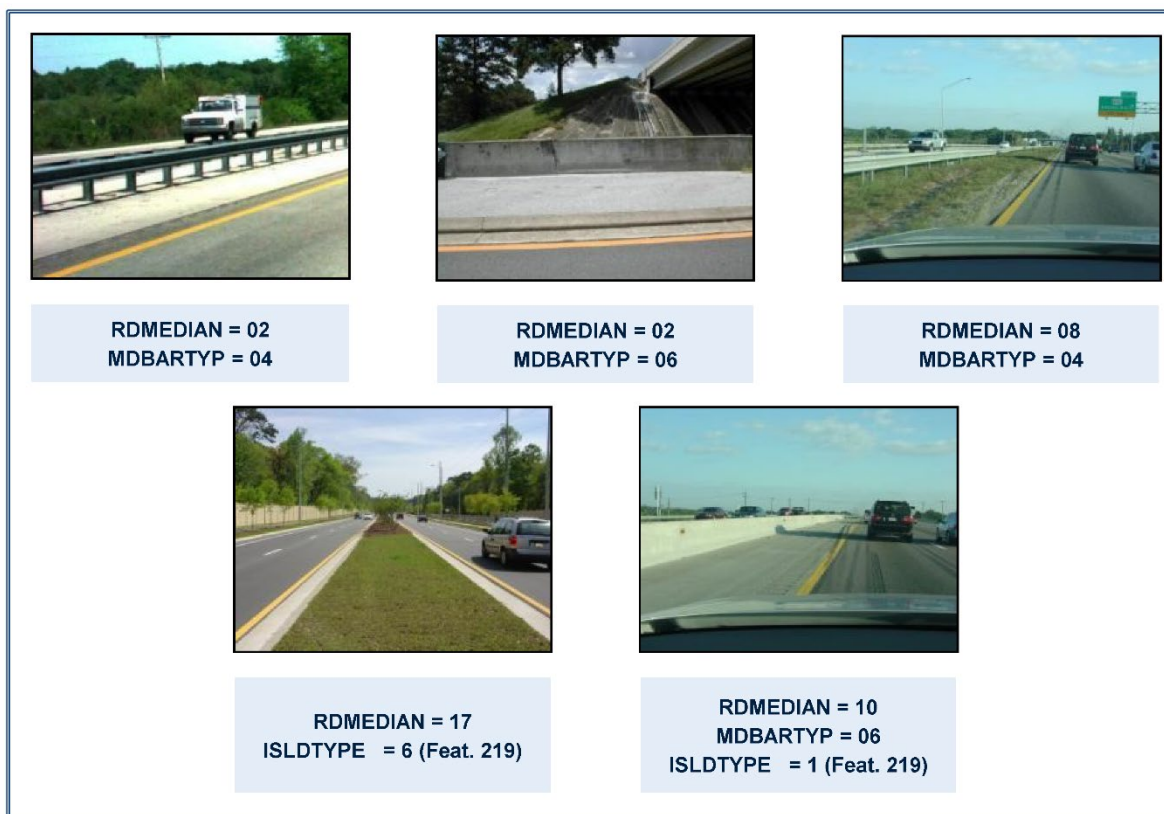 RDMEDIAN = 02
MDBARTYP = 04
RDMEDIAN = 02
MDBARTYP = 06
RDMEDIAN = 08
MDBARTYP = 04
RDMEDIAN = 17
ISLDTYPE = 6 (Feat. 219)
RDMEDIAN = 10
MDBARTYP = 06
ISLDTYPE = 1 (Feat. 219)